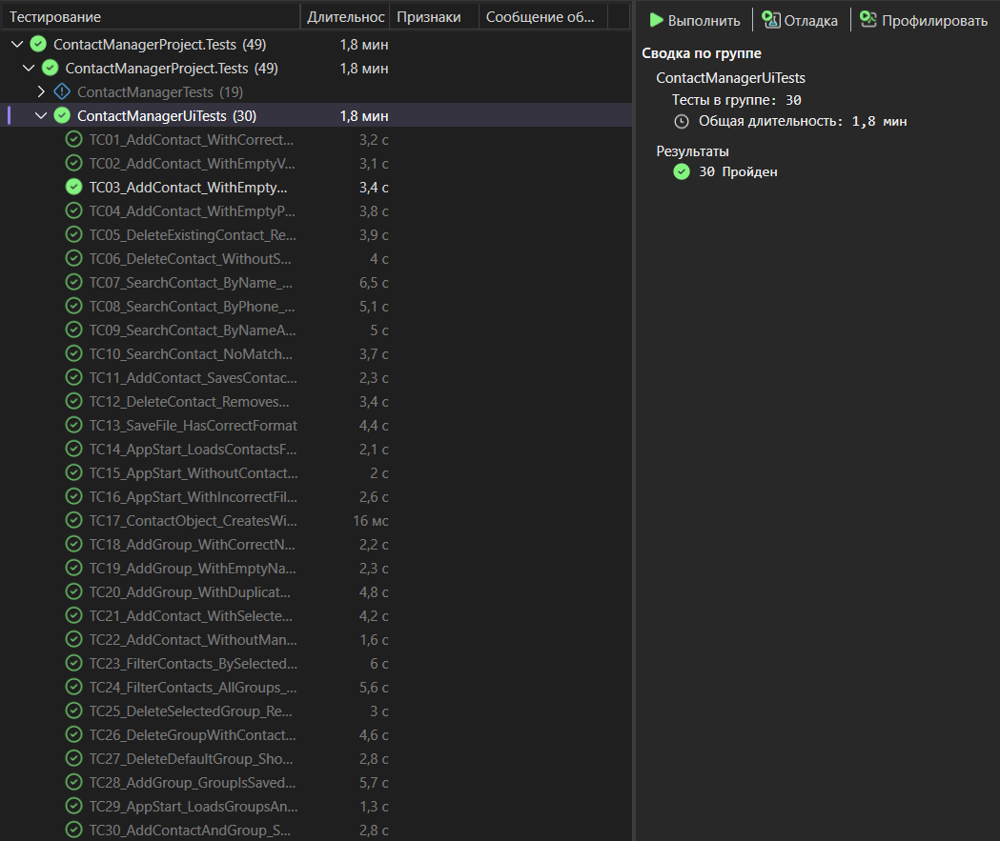 Тестирование Длительнос Признаки Сообщение об...
ContactManagerProject.Tests (49) 1,8 мин
ContactManagerProject.Tests (49) 1,8 мин
ContactManagerTests (19)
ContactManagerUiTests (30) 1,8 мин
TC01_AddContact_WithCorrect... 3,2 с
TC02_AddContact_WithEmptyV... 3,1 с
TC03_AddContact_WithEmpty... 3,4 с
TC04_AddContact_WithEmptyP... 3,8 с
TC05_DeleteExistingContact_Re... 3,9 с
TC06_DeleteContact_WithoutS... 4 с
TC07_SearchContact_ByName_... 6,5 с
TC08_SearchContact_ByPhone_... 5,1 с
TC09_SearchContact_ByNameA... 5 с
TC10_SearchContact_NoMatch... 3,7 с
TC11_AddContact_SavesContac... 2,3 с
TC12_DeleteContact_Removes... 3,4 с
TC13_SaveFile_HasCorrectFormat 4,4 с
TC14_AppStart_LoadsContactsF... 2,1 с
TC15_AppStart_WithoutContact... 2 с
TC16_AppStart_WithIncorrectFil... 2,6 с
TC17_ContactObject_CreatesWi... 16 мс
TC18_AddGroup_WithCorrectN... 2,2 с
TC19_AddGroup_WithEmptyNa... 2,3 с
TC20_AddGroup_WithDuplicat... 4,8 с
TC21_AddContact_WithSelecte... 4,2 с
TC22_AddContact_WithoutMan... 1,6 с
TC23_FilterContacts_BySelected... 6 с
TC24_FilterContacts_AllGroups_... 5,6 с
TC25_DeleteSelectedGroup_Re... 3 с
TC26_DeleteGroupWithContact... 4,6 с
TC27_DeleteDefaultGroup_Sho... 2,8 с
TC28_AddGroup_GroupIsSaved... 5,7 с
TC29_AppStart_LoadsGroupsAn... 1,3 с
TC30_AddContactAndGroup_S... 2,8 с
Выполнить Отладка Профилировать
Сводка по группе
ContactManagerUiTests
Тесты в группе: 30
Общая длительность: 1,8 мин
Результаты
30 Пройден